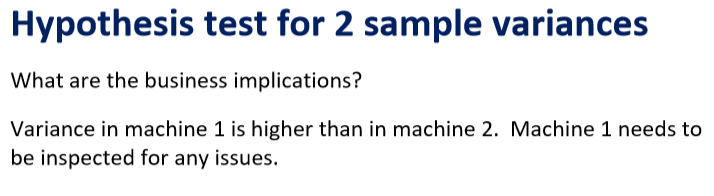 Hypothesis test for 2 sample variances
What are the business implications?
Variance in machine 1 is higher than in machine 2.  Machine 1 needs to
be inspected for any issues.